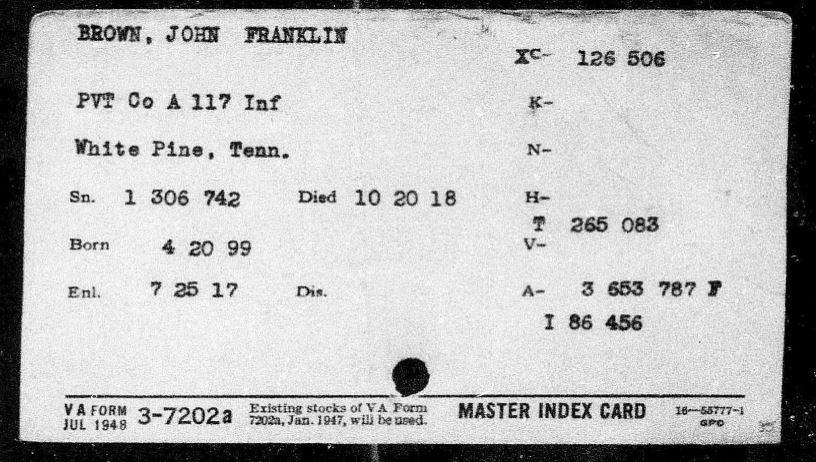 BROWN, JOHN FRANKLIN
XC- 126 506
PVT Co A 117 Inf
K-
White Pine, Tenn.
N-
Sn. 1 306 742 Died 10 20 18
H-
T 265 083
Born 4 20 99
V-
Enl. 7 25 17 Dis.
A- 3 653 787 F
I 86 456
VA FORM
JUL 1948
3-7202a
Existing stocks of VA Form
7202a, Jan. 1947, will be used.
MASTER INDEX CARD
16—55777-1
GPO